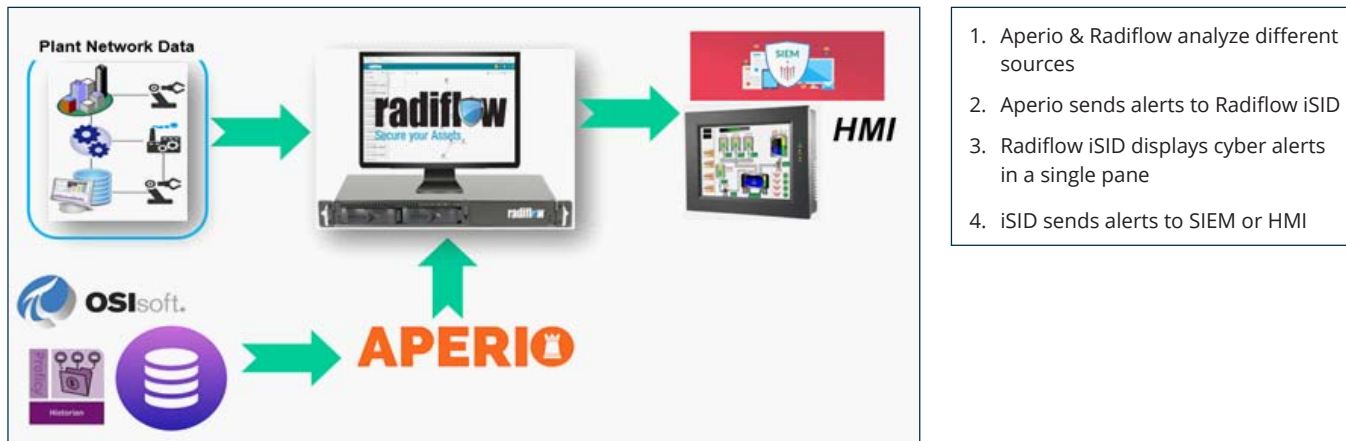 Plant Network Data
radiflow
Secure your Assets
radiflow
SIEM
HMI
OSIsoft.
Proficy
Historian
APERIO
1. Aperio & Radiflow analyze different
sources
2. Aperio sends alerts to Radiflow iSID
3. Radiflow iSID displays cyber alerts
in a single pane
4. iSID sends alerts to SIEM or HMI